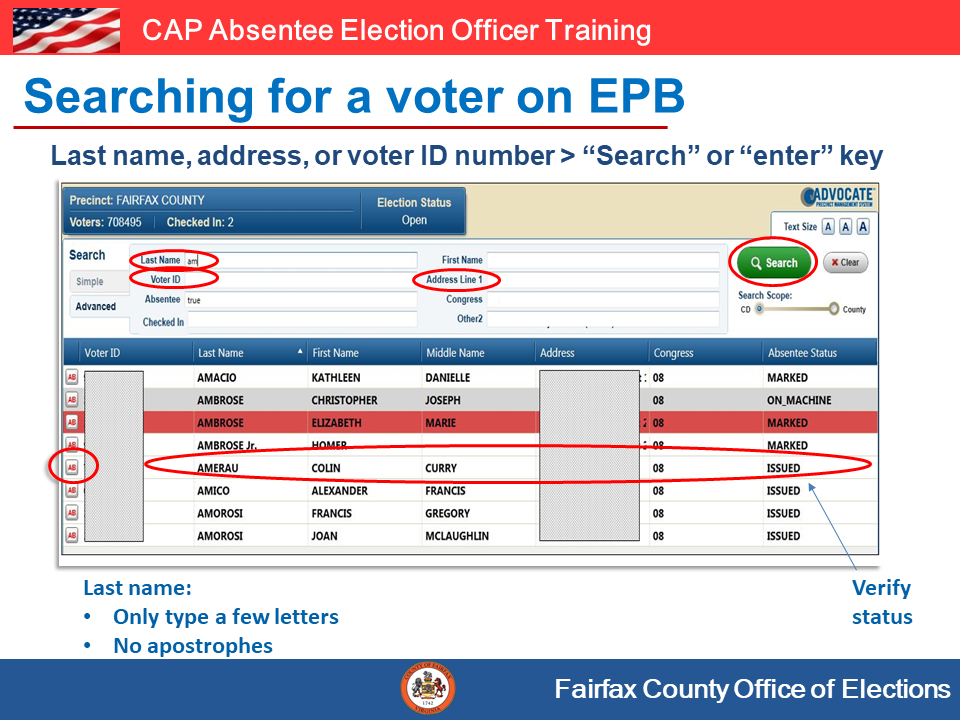 CAP Absentee Election Officer Training
Searching for a voter on EPB
Last name, address, or voter ID number > “Search” or “enter” key
Precinct: FAIRFAX COUNTY
Voters: 708495 Checked In: 2
Election Status
Open
ADVOCATE
PRECINCT MANAGEMENT SYSTEM
Text Size A A A
Search
Simple
Advanced
Last Name am
First Name
Voter ID
Address Line 1
Absentee true
Congress
Checked In
Other2
Search
Clear
Search Scope:
CD County
Voter ID Last Name First Name Middle Name Address Congress Absentee Status
AB AMACIO KATHLEEN DANIELLE 08 MARKED
AB AMBROSE CHRISTOPHER JOSEPH 08 ON_MACHINE
AB AMBROSE ELIZABETH MARIE 08 MARKED
AB AMBROSE Jr. HOMER 08 MARKED
AB AMERAU COLIN CURRY 08 ISSUED
AB AMICO ALEXANDER FRANCIS 08 ISSUED
AB AMOROSI FRANCIS GREGORY 08 ISSUED
AB AMOROSI JOAN MCLAUGHLIN 08 ISSUED
Last name:
• Only type a few letters
• No apostrophes
Verify
status
1742
Fairfax County Office of Elections